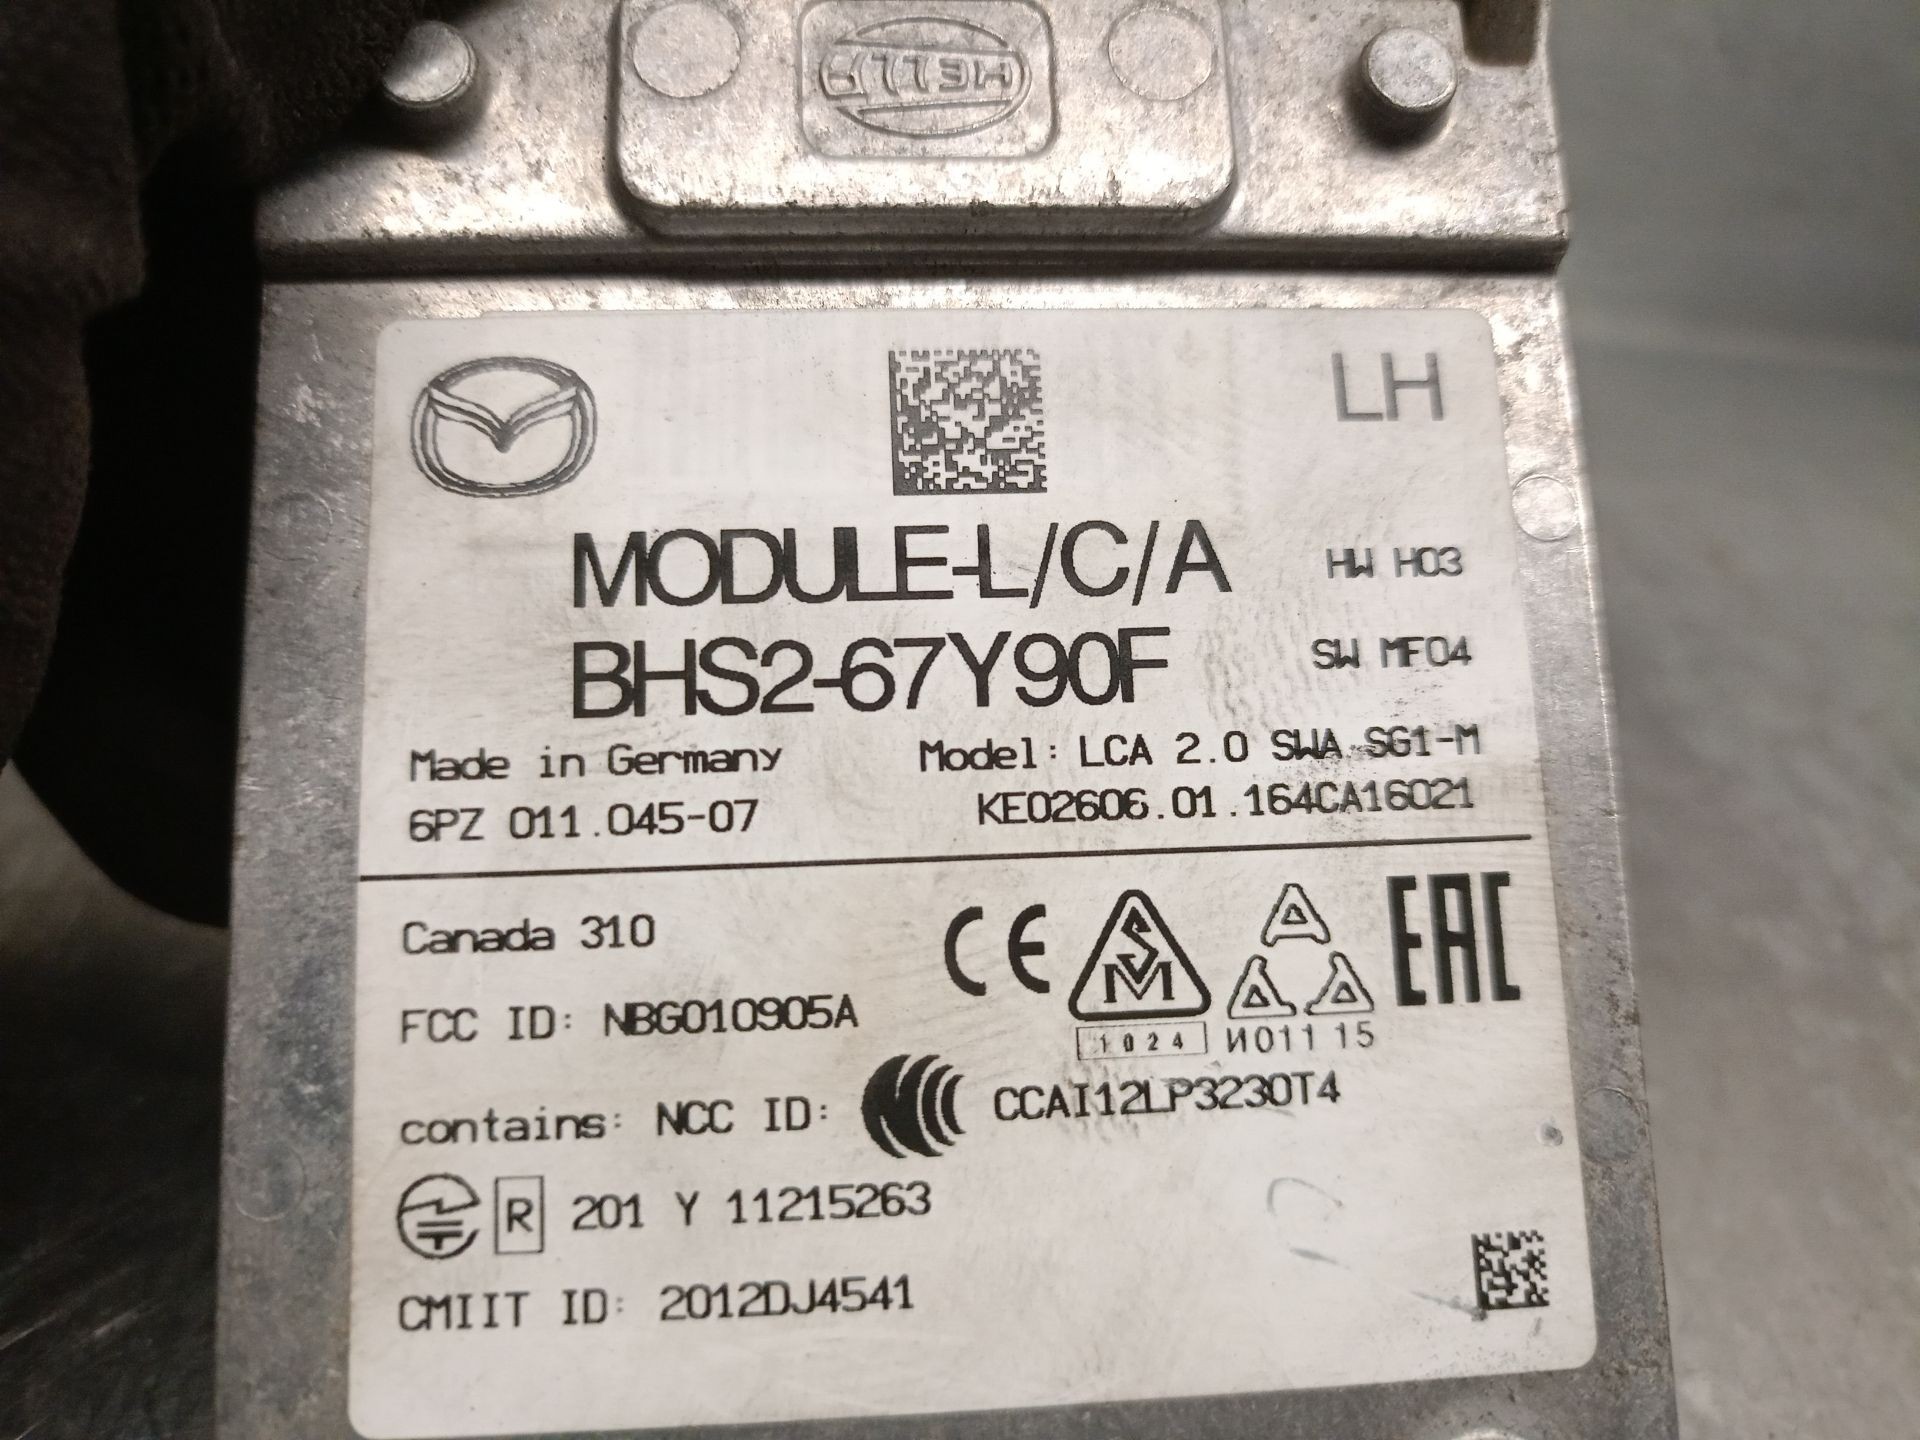 HELLA
LH
MODULE-L/C/A
HW H03
BHS2-67Y90F
SW MF04
Made in Germany
Model: LCA 2.0 SWA SG1-M
6PZ 011.045-07
KE02606.01.164CA16021
Canada 310
CE
SM
EAC
FCC ID: NBG010905A
1024
И011 15
contains: NCC ID:
CCAI12LP3230T4
R 201 Y 11215263
CMIIT ID: 2012DJ4541